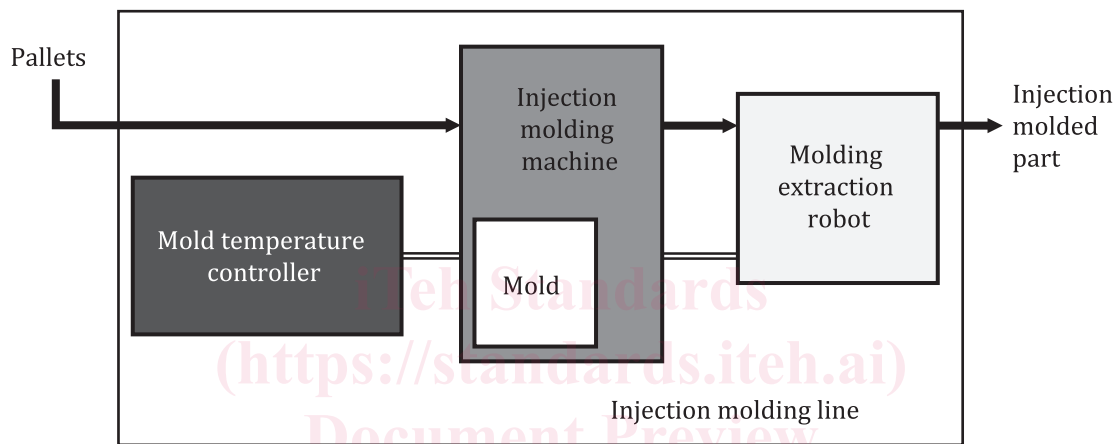 Pallets
Injection
molding
machine
Injection
molded
part
Molding
extraction
robot
Mold temperature
controller
Mold
iTeh Standards
(https://standards.iteh.ai)
Injection molding line
Document Preview